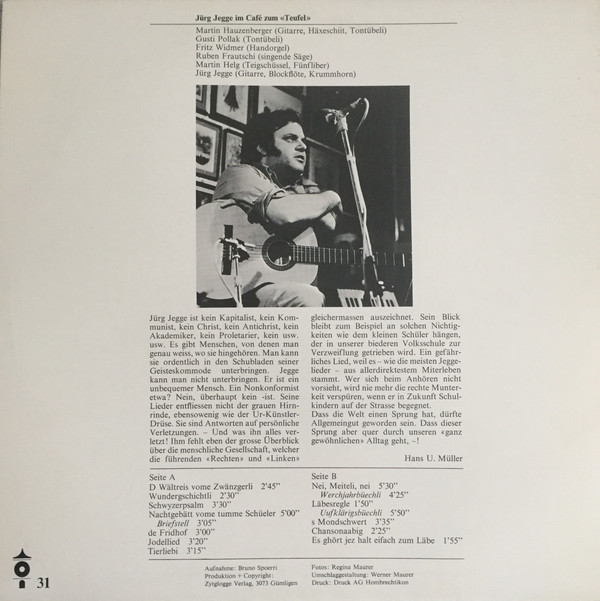 Jürg Jegge im Café zum «Teufel»
Martin Hauzenberger (Gitarre, Häxeschiit, Tontübeli)
Gusti Pollak (Tontübeli)
Fritz Widmer (Handorgel)
Ruben Frautschi (singende Säge)
Martin Helg (Teigschüssel, Fünfliber)
Jürg Jegge (Gitarre, Blockflöte, Krummhorn)
Jürg Jegge ist kein Kapitalist, kein Kom-
munist, kein Christ, kein Antichrist, kein
Akademiker, kein Proletarier, kein usw.
usw. Es gibt Menschen, von denen man
genau weiss, wo sie hingehören. Man kann
sie ordentlich in den Schubladen seiner
Geisteskommode unterbringen. Jegge
kann man nicht unterbringen. Er ist ein
unbequemer Mensch. Ein Nonkonformist
etwa? Nein, überhaupt kein -ist. Seine
Lieder entfliessen nicht der grauen Hirn-
rinde, ebensowenig wie der Ur-Künstler-
Drüse. Sie sind Antworten auf persönliche
Verletzungen. – Und was ihn alles ver-
letzt! Ihm fehlt eben der grosse Überblick
über die menschliche Gesellschaft, welcher
die führenden «Rechten» und «Linken»
gleichermassen auszeichnet. Sein Blick
bleibt zum Beispiel an solchen Nichtig-
keiten wie dem kleinen Schüler hängen,
der in unserer biederen Volksschule zur
Verzweiflung getrieben wird. Ein gefähr-
liches Lied, weil es – wie die meisten Jegge-
lieder – aus allerdirektestem Miterleben
stammt. Wer sich beim Anhören nicht
vorsieht, wird nie mehr die rechte Munter-
keit verspüren, wenn er in Zukunft Schul-
kindern auf der Strasse begegnet.
Dass die Welt einen Sprung hat, dürfte
Allgemeingut geworden sein. Dass dieser
Sprung aber quer durch unseren «ganz
gewöhnlichen» Alltag geht, –!
Hans U. Müller
Seite A
D Wältreis vome Zwänzgerli 2'45"
Wundergschichtli 2'30"
Schwyzerpsalm 3'30"
Nachtgebätt vome tumme Schüeler 5'00"
Briefstell 3'05"
de Fridhof 3'00"
Jodellied 3'20"
Tierliebi 3'15"
Seite B
Nei, Meiteli, nei 5'30"
Werchjahrbüechli 4'25"
Läbesregle 1'50"
Uufklärigsbüechli 5'50"
s Mondschwert 3'35"
Chansonaabig 2'25"
Es ghört jez halt eifach zum Läbe 1'55"
31
Aufnahme: Bruno Spoerri
Produktion + Copyright:
Zytglogge Verlag, 3073 Gümligen
Fotos: Regina Maurer
Umschlaggestaltung: Werner Maurer
Druck: Druck AG Hombrechtikon